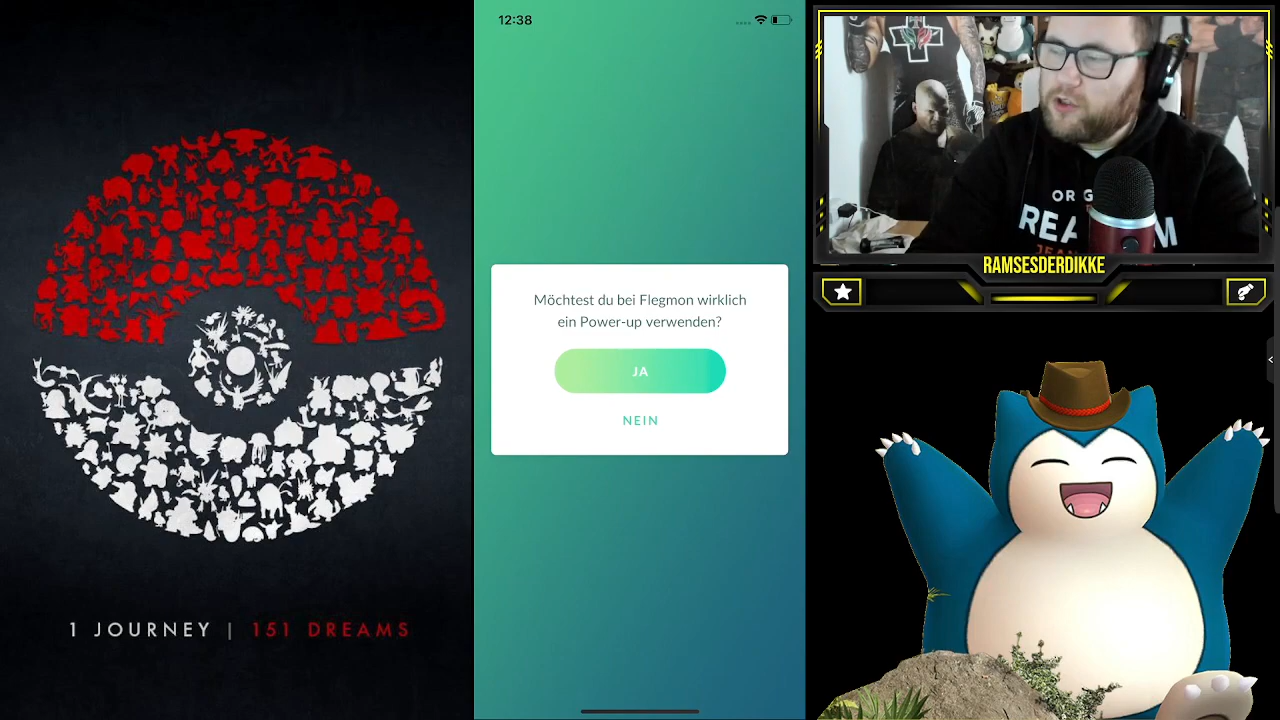 12:38
Möchtest du bei Flegmon wirklich
ein Power-up verwenden?
JA
NEIN
1 JOURNEY | 151 DREAMS
RAMSESDERDIKKE